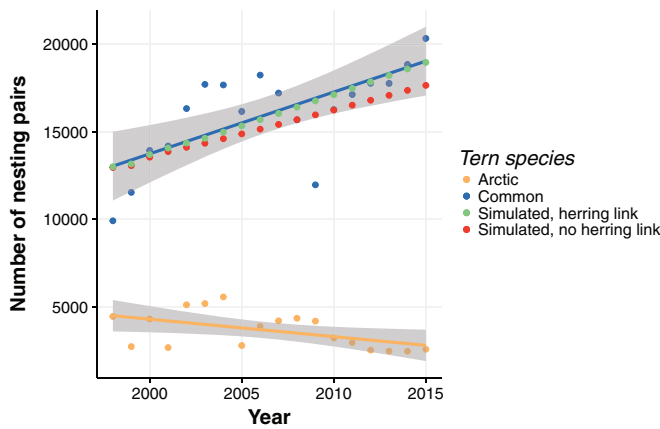 20000
15000
10000
5000
2000
2005
2010
2015
Number of nesting pairs
Year
Tern species
Arctic
Common
Simulated, herring link
Simulated, no herring link